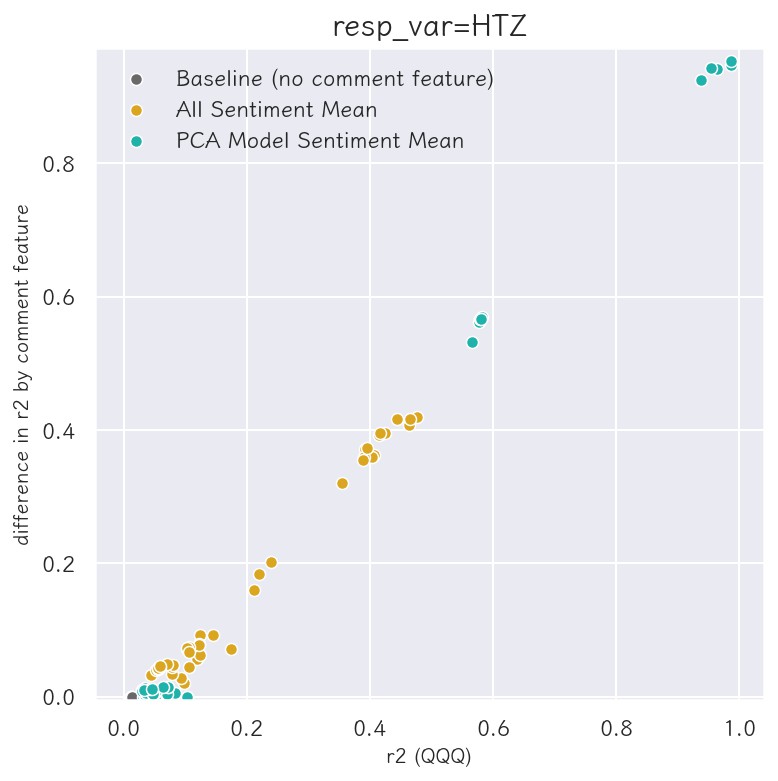 resp_var=HTZ
Baseline (no comment feature)
All Sentiment Mean
PCA Model Sentiment Mean
difference in r2 by comment feature
0.8
0.6
0.4
0.2
0.0
0.0 0.2 0.4 0.6 0.8 1.0
r2 (QQQ)